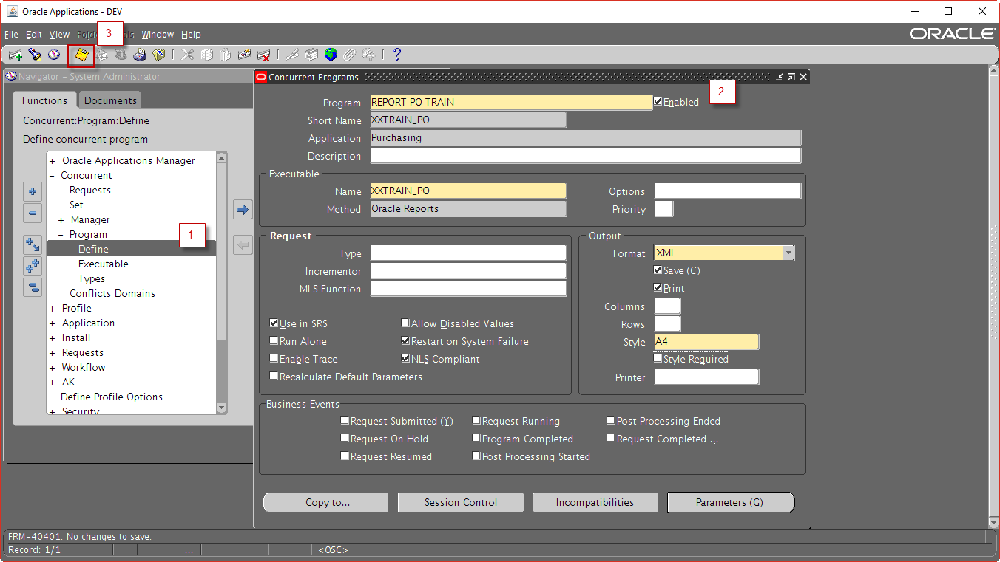 Oracle Applications - DEV
File Edit View Window Help
3
ORACLE
Navigator - System Administrator
Functions Documents
Concurrent:Program:Define
Define concurrent program
+ Oracle Applications Manager
- Concurrent
Requests
Set
+ Manager
- Program
1
Define
Executable
Types
Conflicts Domains
+ Profile
+ Application
+ Install
+ Requests
+ Workflow
+ AK
Define Profile Options
+ Security
Concurrent Programs
2
Program REPORT PO TRAIN Enabled
Short Name XXTRAIN_PO
Application Purchasing
Description
Executable
Name XXTRAIN_PO Options
Method Oracle Reports Priority
Request
Type
Incrementor
MLS Function
Use in SRS Allow Disabled Values
Run Alone Restart on System Failure
Enable Trace NLS Compliant
Recalculate Default Parameters
Output
Format XML
Save (C)
Print
Columns
Rows
Style A4
Style Required
Printer
Business Events
Request Submitted (Y) Request Running Post Processing Ended
Request On Hold Program Completed Request Completed ...
Request Resumed Post Processing Started
Copy to... Session Control Incompatibilities Parameters (G)
FRM-40401: No changes to save.
Record: 1/1 ... <OSC>